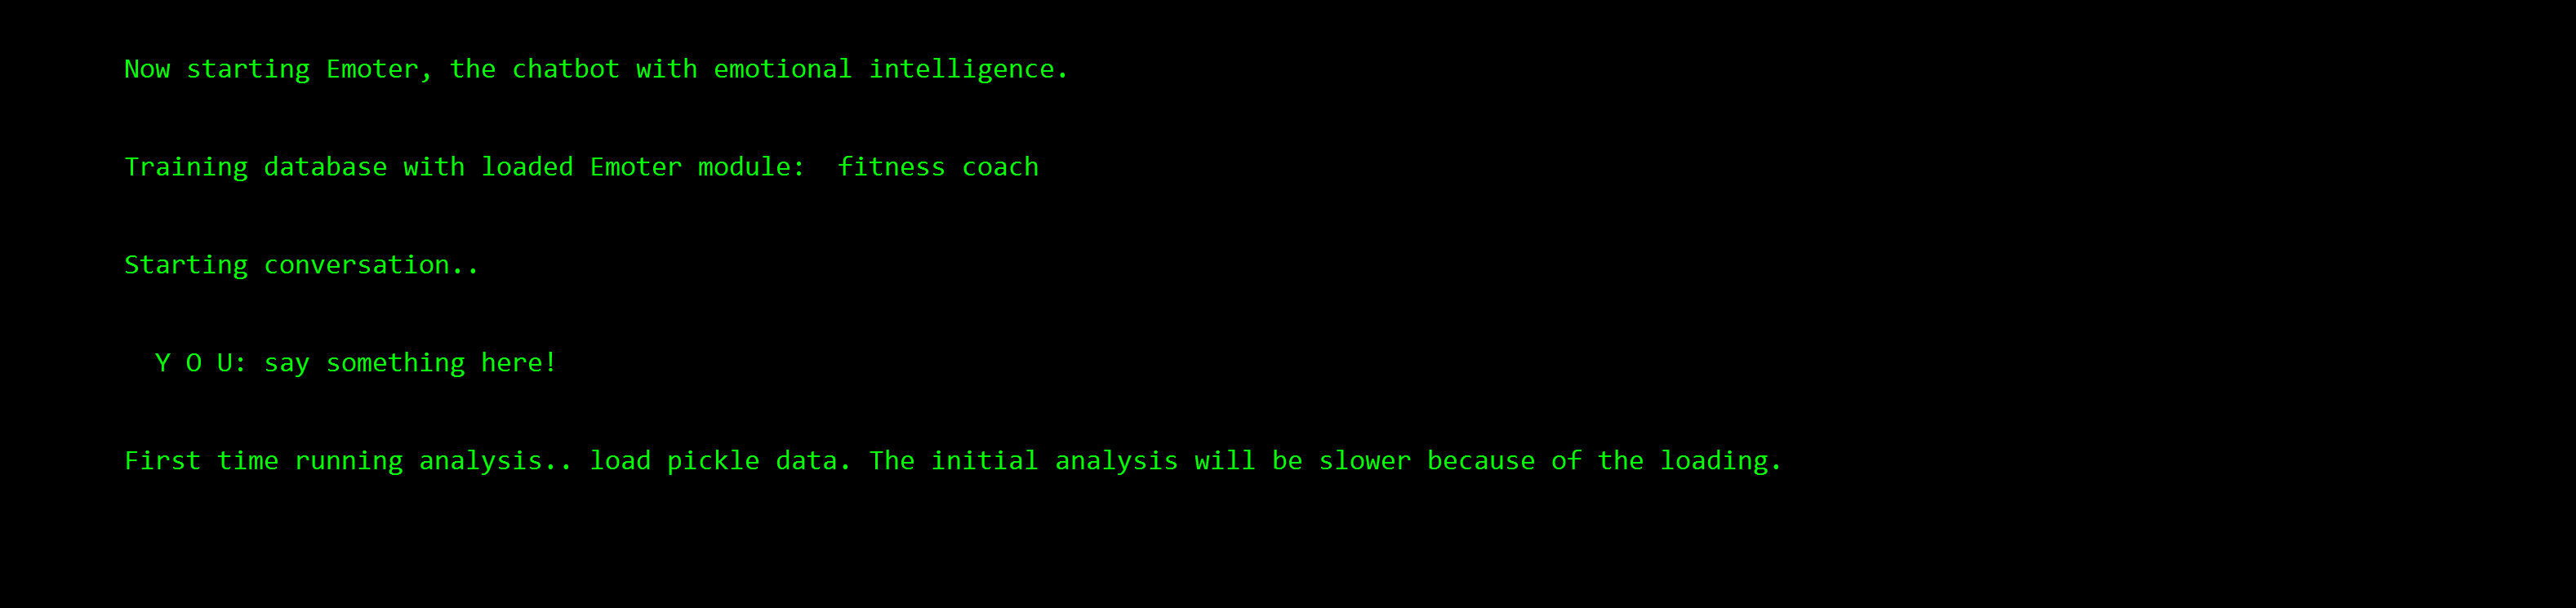 Now starting Emoter, the chatbot with emotional intelligence.
Training database with loaded Emoter module:  fitness coach
Starting conversation..
Y O U: say something here!
First time running analysis.. load pickle data. The initial analysis will be slower because of the loading.